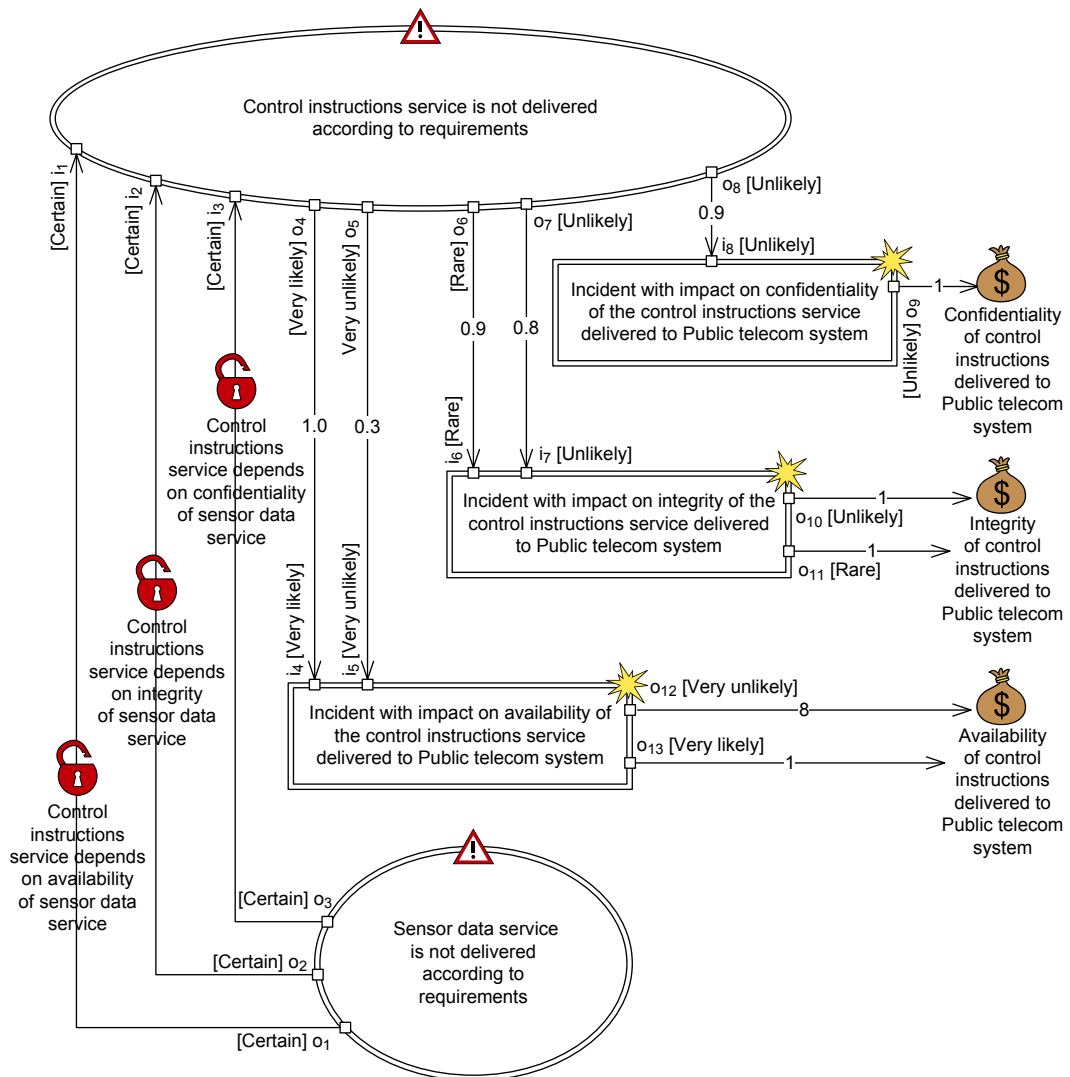 Control instructions service is not delivered
according to requirements
[Certain] i1
[Certain] i2
[Certain] i3
[Very likely] o4
Very unlikely] o5
[Rare] o6
o7 [Unlikely]
o8 [Unlikely]
0.9
i8 [Unlikely]
Incident with impact on confidentiality
of the control instructions service
delivered to Public telecom system
[Unlikely] o9
1
$
Confidentiality
of control
instructions
delivered to
Public telecom
system
1.0
0.3
0.9
0.8
Control
instructions
service depends
on confidentiality
of sensor data
service
i6 [Rare]
i7 [Unlikely]
Incident with impact on integrity of the
control instructions service delivered
to Public telecom system
1
o10 [Unlikely]
1
o11 [Rare]
$
Integrity
of control
instructions
delivered to
Public telecom
system
Control
instructions
service depends
on integrity
of sensor data
service
i4 [Very likely]
i5 [Very unlikely]
Incident with impact on availability of
the control instructions service
delivered to Public telecom system
o12 [Very unlikely]
8
o13 [Very likely]
1
$
Availability
of control
instructions
delivered to
Public telecom
system
Control
instructions
service depends
on availability
of sensor data
service
[Certain] o3
[Certain] o2
[Certain] o1
Sensor data service
is not delivered
according to
requirements